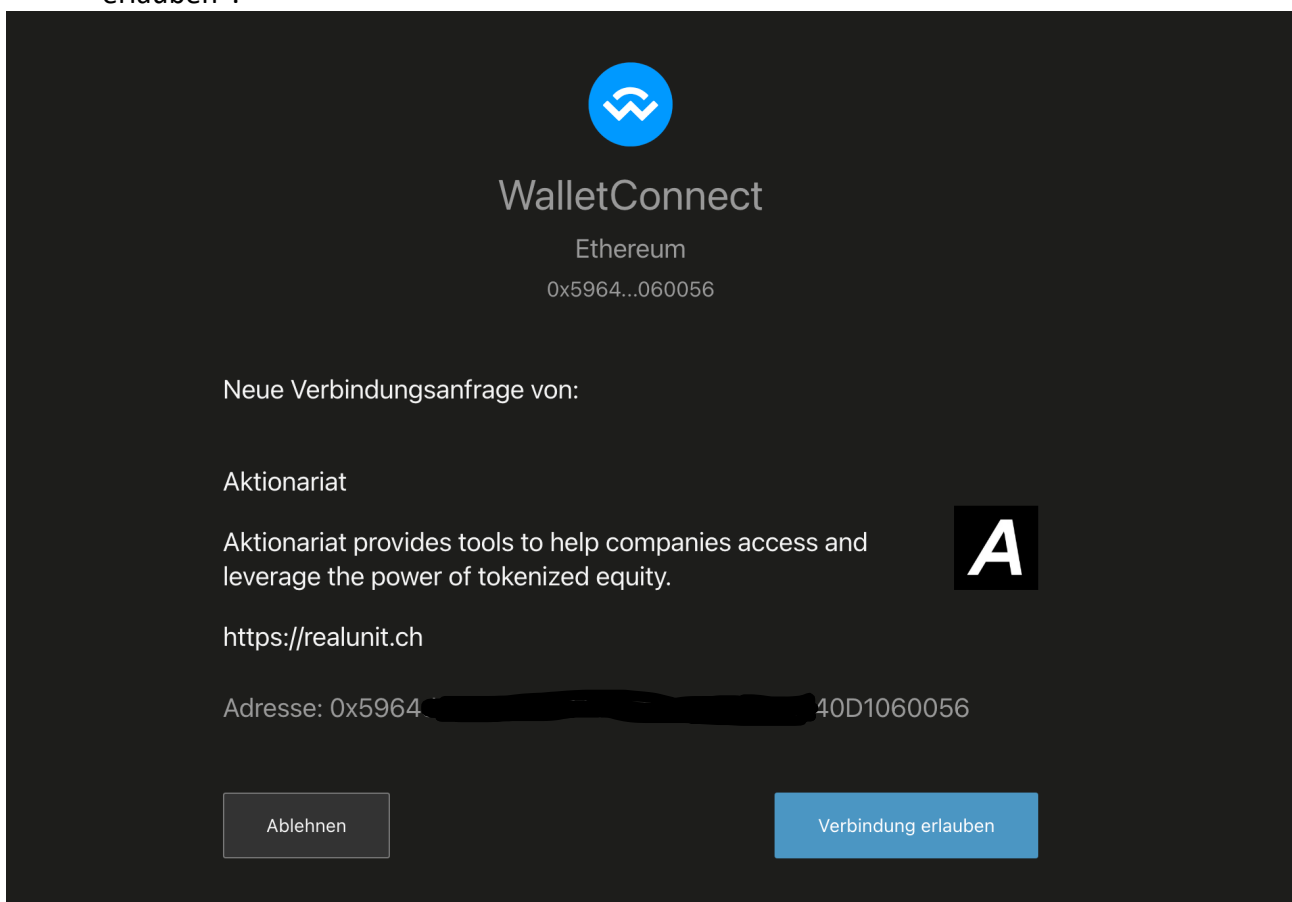 WalletConnect
Ethereum
0x5964...060056
Neue Verbindungsanfrage von:
Aktionariat
Aktionariat provides tools to help companies access and
leverage the power of tokenized equity.
A
https://realunit.ch
Adresse: 0x5964 40D1060056
Ablehnen Verbindung erlauben